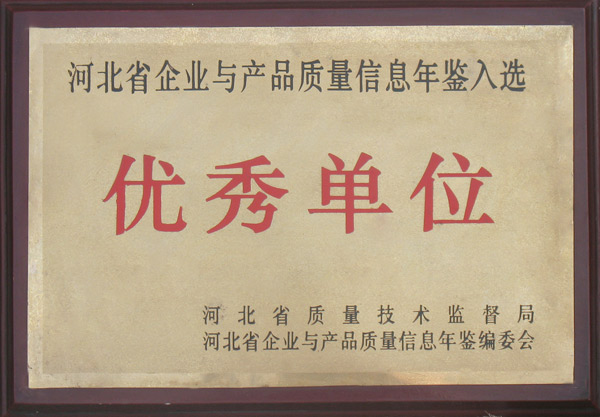 河北省企业与产品质量信息年鉴入选
优秀单位
河北省质量技术监督局
河北省企业与产品质量信息年鉴编委会